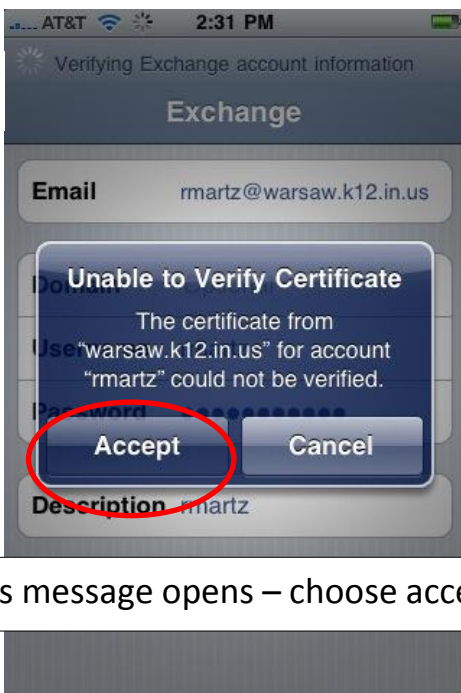 AT&T 2:31 PM
Verifying Exchange account information
Exchange
Email rmartz@warsaw.k12.in.us
Unable to Verify Certificate
The certificate from
“warsaw.k12.in.us” for account
“rmartz” could not be verified.
Password
Accept Cancel
Description rmartz
message opens – choose